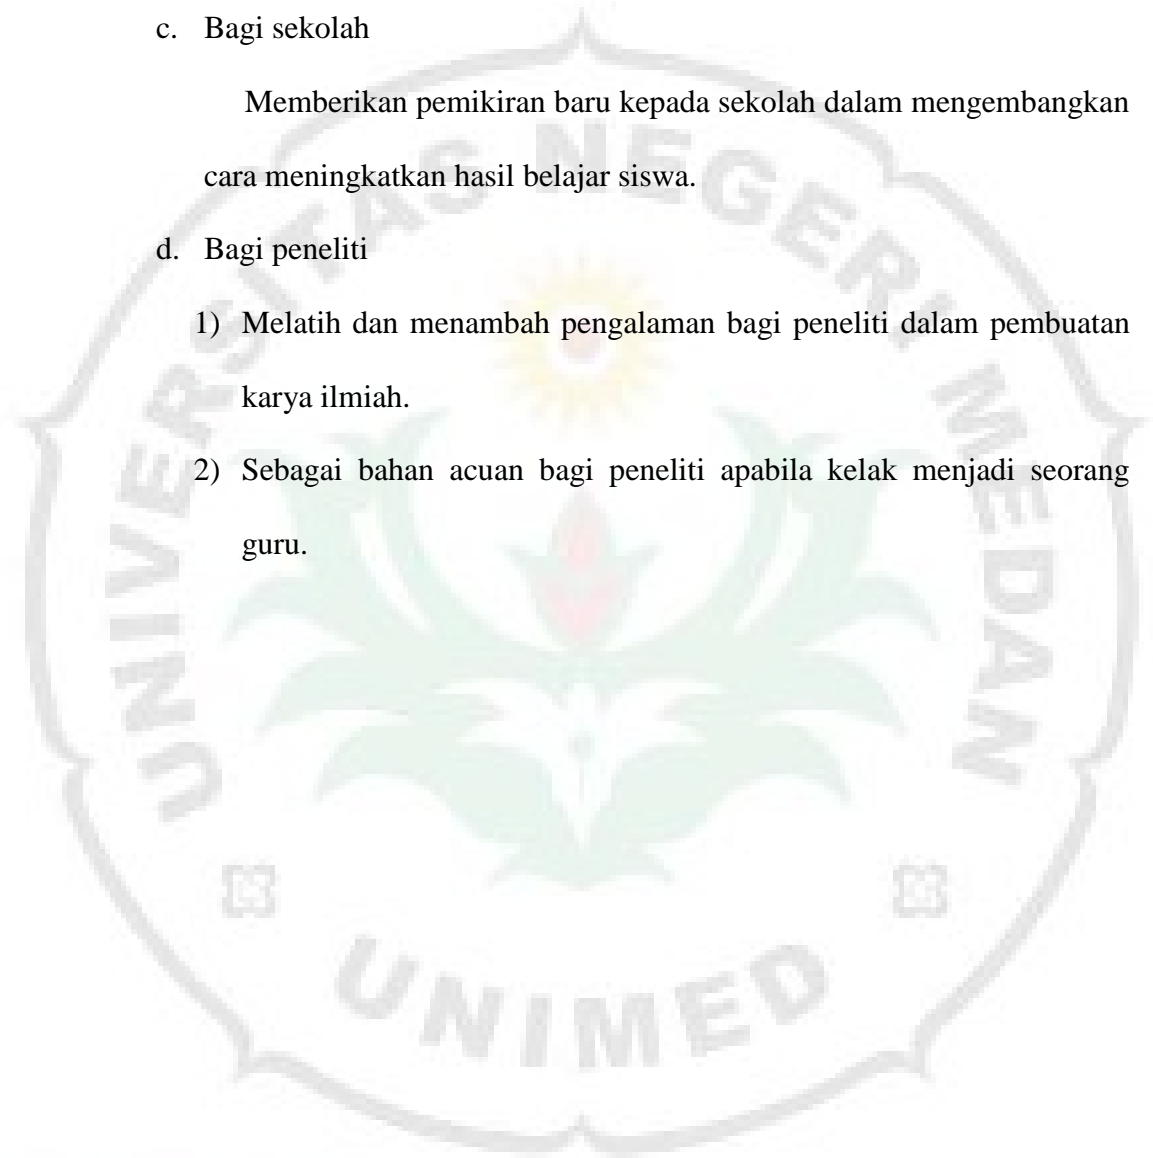 c. Bagi sekolah
Memberikan pemikiran baru kepada sekolah dalam mengembangkan
cara meningkatkan hasil belajar siswa.
d. Bagi peneliti
1) Melatih dan menambah pengalaman bagi peneliti dalam pembuatan
karya ilmiah.
2) Sebagai bahan acuan bagi peneliti apabila kelak menjadi seorang
guru.
UNIVERSITAS NEGERI MEDAN
UNIMED